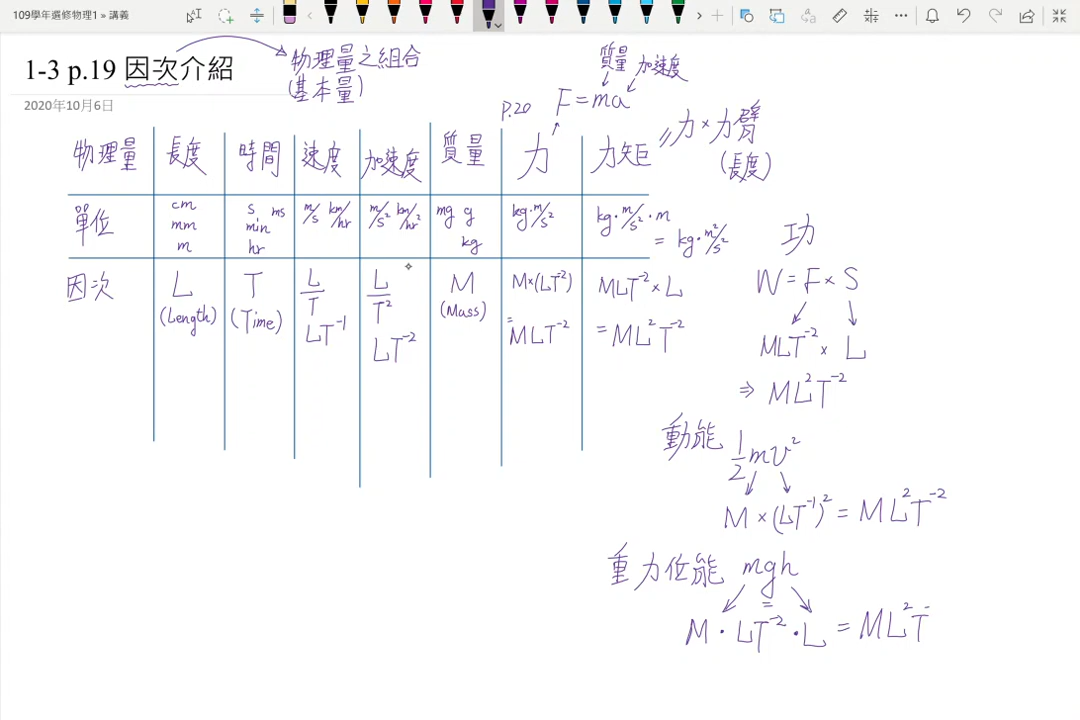 109學年選修物理1 » 講義
1-3 p.19 因次介紹
2020年10月6日
物理量之組合
(基本量)
質量 加速度
p.20 F=ma
物理量 長度 時間 速度 加速度 質量 力 力矩
力×力臂
(長度)
單位 cm mm m s ms min hr m/s km/hr m/s² km/hr² mg g kg kg·m/s² kg·m/s²·m
= kg·m²/s²
因次 L T L/T L/T² M M×(LT⁻²) MLT⁻²×L
(Length) (Time) LT⁻¹ LT⁻² (Mass) =MLT⁻² =ML²T⁻²
功
W=F×S
MLT⁻²× L
⇒ ML²T⁻²
動能 1/2mv²
M×(LT⁻¹)²=ML²T⁻²
重力位能 mgh
M·LT⁻²·L=ML²T⁻